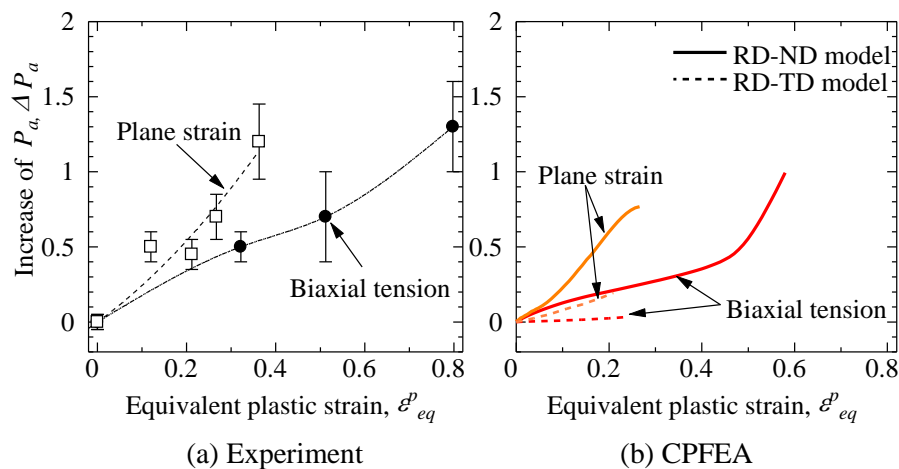 Increase of P_a, ΔP_a
2
1.5
1
0.5
0
Plane strain
Biaxial tension
0 0.2 0.4 0.6 0.8
Equivalent plastic strain, ε^p_eq
(a) Experiment
2
1.5
1
0.5
0
RD-ND model
RD-TD model
Plane strain
Biaxial tension
0 0.2 0.4 0.6 0.8
Equivalent plastic strain, ε^p_eq
(b) CPFEA